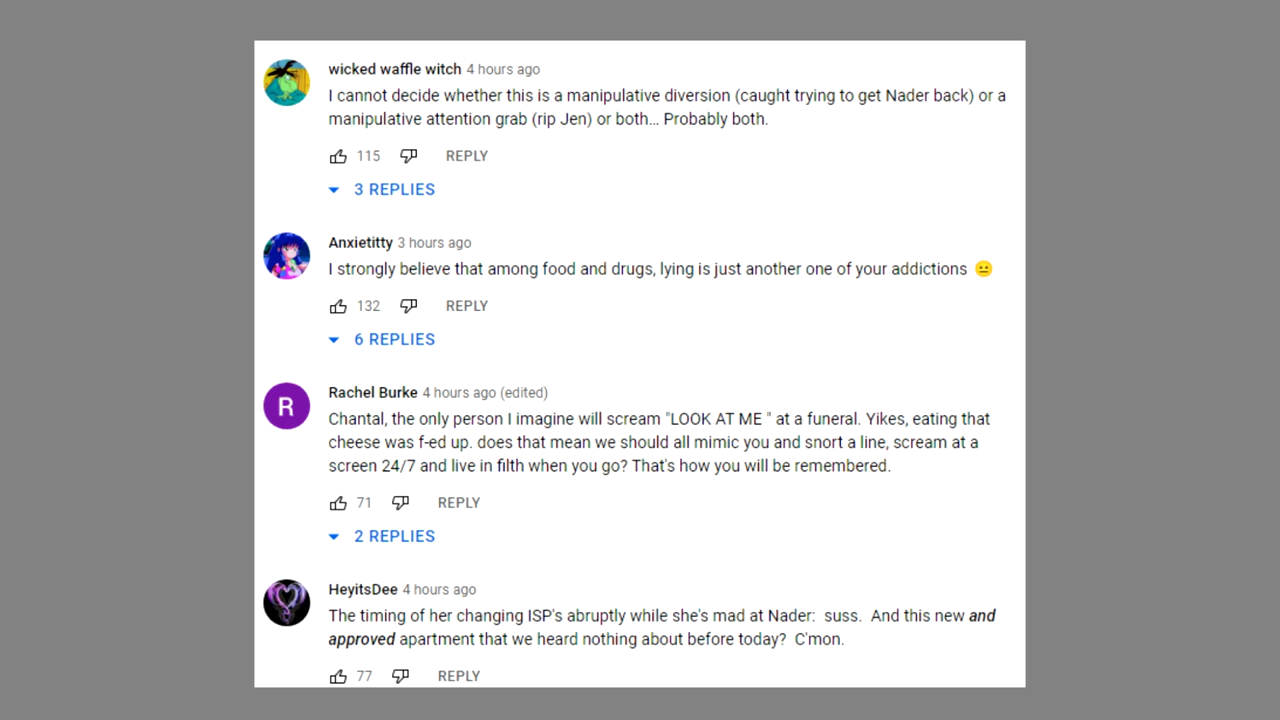 wicked waffle witch 4 hours ago
I cannot decide whether this is a manipulative diversion (caught trying to get Nader back) or a
manipulative attention grab (rip Jen) or both... Probably both.
115 REPLY
3 REPLIES
Anxietitty 3 hours ago
I strongly believe that among food and drugs, lying is just another one of your addictions 😐
132 REPLY
6 REPLIES
R
Rachel Burke 4 hours ago (edited)
Chantal, the only person I imagine will scream "LOOK AT ME " at a funeral. Yikes, eating that
cheese was f-ed up. does that mean we should all mimic you and snort a line, scream at a
screen 24/7 and live in filth when you go? That's how you will be remembered.
71 REPLY
2 REPLIES
HeyitsDee 4 hours ago
The timing of her changing ISP's abruptly while she's mad at Nader:  suss.  And this new and
approved apartment that we heard nothing about before today?  C'mon.
77 REPLY